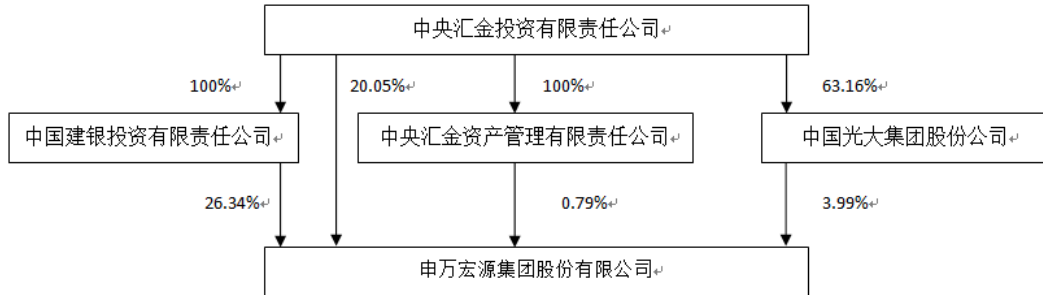 中央汇金投资有限责任公司
100%
20.05%
100%
63.16%
中国建银投资有限责任公司
中央汇金资产管理有限责任公司
中国光大集团股份公司
26.34%
0.79%
3.99%
申万宏源集团股份有限公司